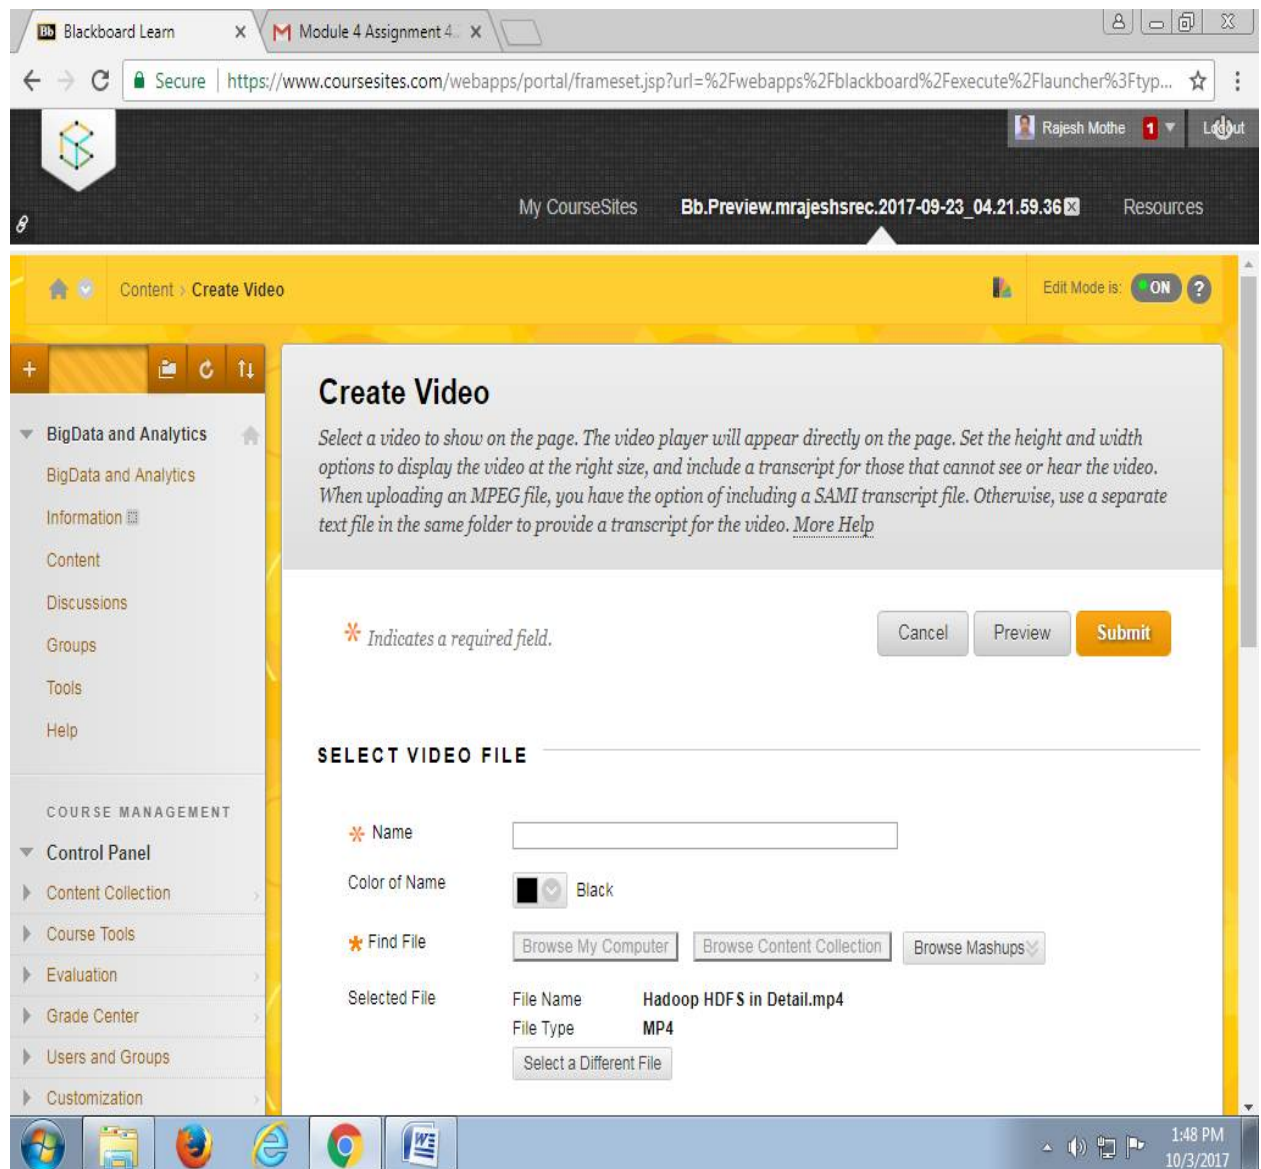 Bb Blackboard Learn
Module 4 Assignment 4.
Secure https://www.coursesites.com/webapps/portal/frameset.jsp?url=%2Fwebapps%2Fblackboard%2Fexecute%2Flauncher%3Ftyp...
Rajesh Mothe 1 Logout
My CourseSites Bb.Preview.mrajeshsrec.2017-09-23_04.21.59.36 Resources
Content > Create Video Edit Mode is: ON ?
Create Video
Select a video to show on the page. The video player will appear directly on the page. Set the height and width
options to display the video at the right size, and include a transcript for those that cannot see or hear the video.
When uploading an MPEG file, you have the option of including a SAMI transcript file. Otherwise, use a separate
text file in the same folder to provide a transcript for the video. More Help
BigData and Analytics
BigData and Analytics
Information
Content
Discussions
Groups
Tools
Help
COURSE MANAGEMENT
Control Panel
Content Collection
Course Tools
Evaluation
Grade Center
Users and Groups
Customization
* Indicates a required field.
Cancel Preview Submit
SELECT VIDEO FILE
* Name
Color of Name Black
* Find File Browse My Computer Browse Content Collection Browse Mashups
Selected File File Name Hadoop HDFS in Detail.mp4
File Type MP4
Select a Different File
1:48 PM
10/3/2017